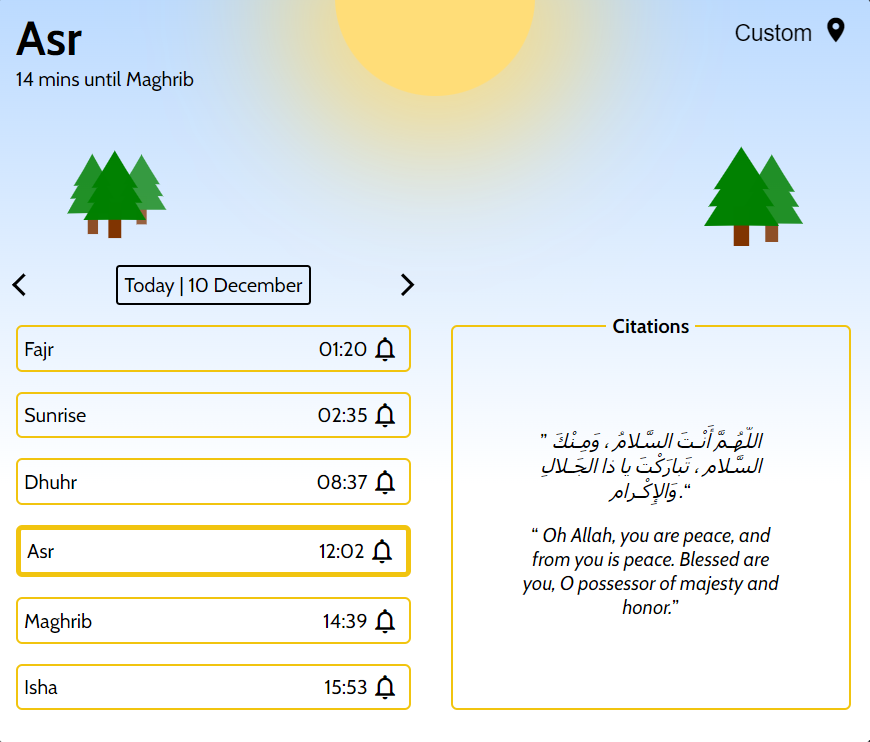 Asr
14 mins until Maghrib
Custom
Today | 10 December
Fajr 01:20
Sunrise 02:35
Dhuhr 08:37
Asr 12:02
Maghrib 14:39
Isha 15:53
Citations
” اللّهُـمَّ أَنْـتَ السَّلامُ ، وَمِـنْكَ
السَّلام ، تَبارَكْتَ يا ذا الجَـلالِ
وَالإِكْـرام .“
“ Oh Allah, you are peace, and
from you is peace. Blessed are
you, O possessor of majesty and
honor.”